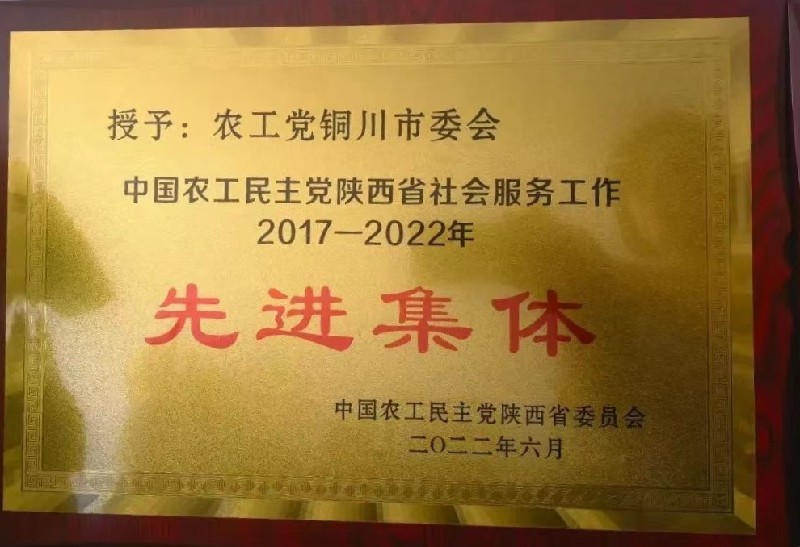 授予：农工党铜川市委会
中国农工民主党陕西省社会服务工作
2017—2022年
先进集体
中国农工民主党陕西省委员会
二〇二二年六月